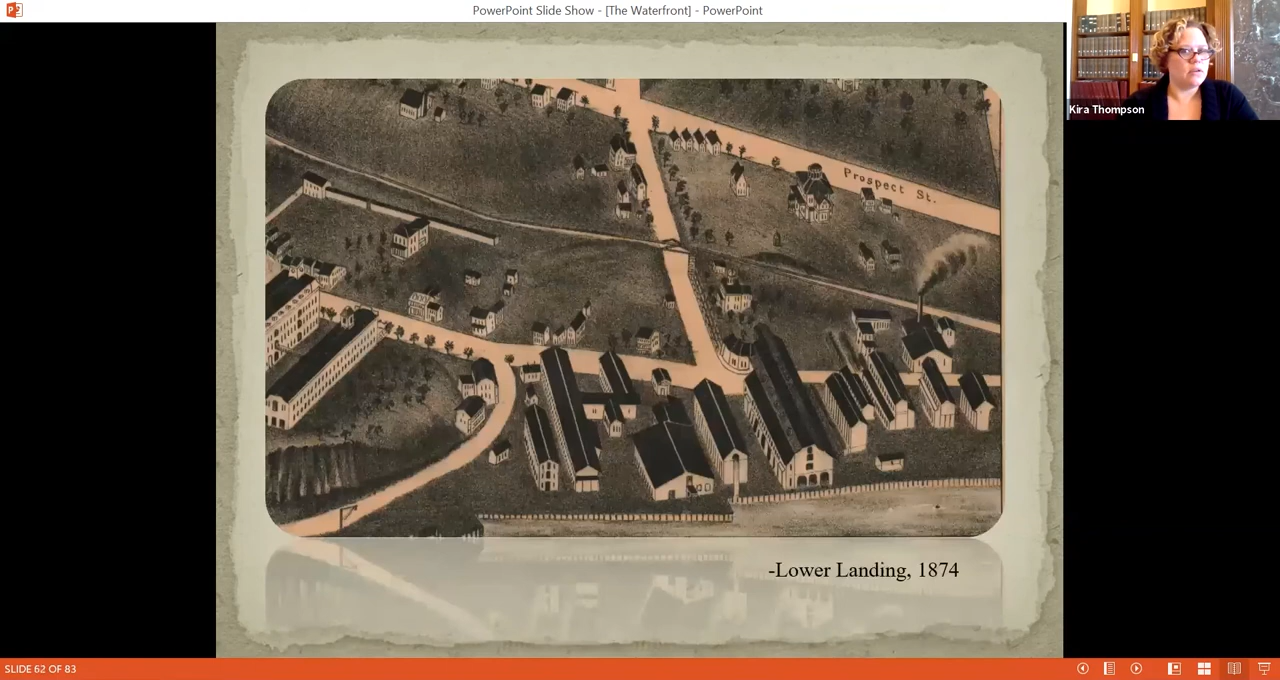 PowerPoint Slide Show - [The Waterfront] - PowerPoint
Kira Thompson
Prospect St.
-Lower Landing, 1874
SLIDE 62 OF 83